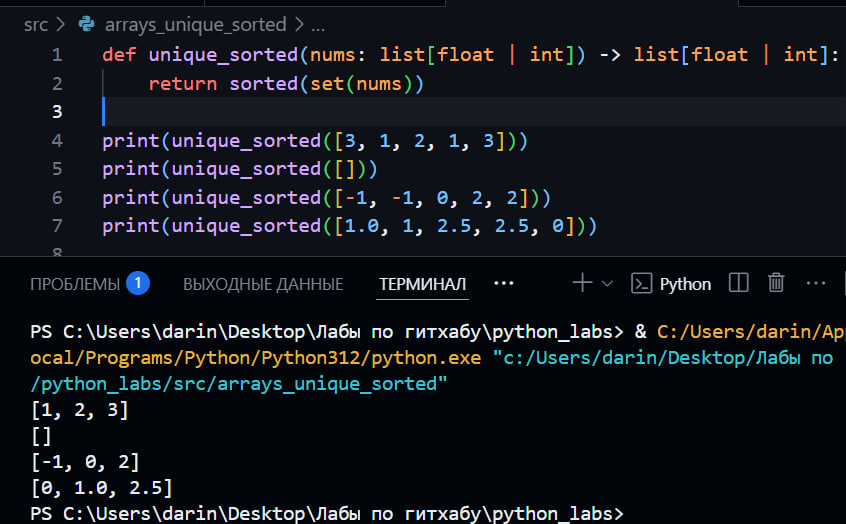 src > arrays_unique_sorted > ...
1 def unique_sorted(nums: list[float | int]) -> list[float | int]:
2     return sorted(set(nums))
3
4 print(unique_sorted([3, 1, 2, 1, 3]))
5 print(unique_sorted([]))
6 print(unique_sorted([-1, -1, 0, 2, 2]))
7 print(unique_sorted([1.0, 1, 2.5, 2.5, 0]))
8
ПРОБЛЕМЫ 1 ВЫХОДНЫЕ ДАННЫЕ ТЕРМИНАЛ ... Python ...
PS C:\Users\darin\Desktop\Лабы по гитхабу\python_labs> & C:/Users/darin/App
ocal/Programs/Python/Python312/python.exe "c:/Users/darin/Desktop/Лабы по
/python_labs/src/arrays_unique_sorted"
[1, 2, 3]
[]
[-1, 0, 2]
[0, 1.0, 2.5]
PS C:\Users\darin\Desktop\Лабы по гитхабу\python_labs>